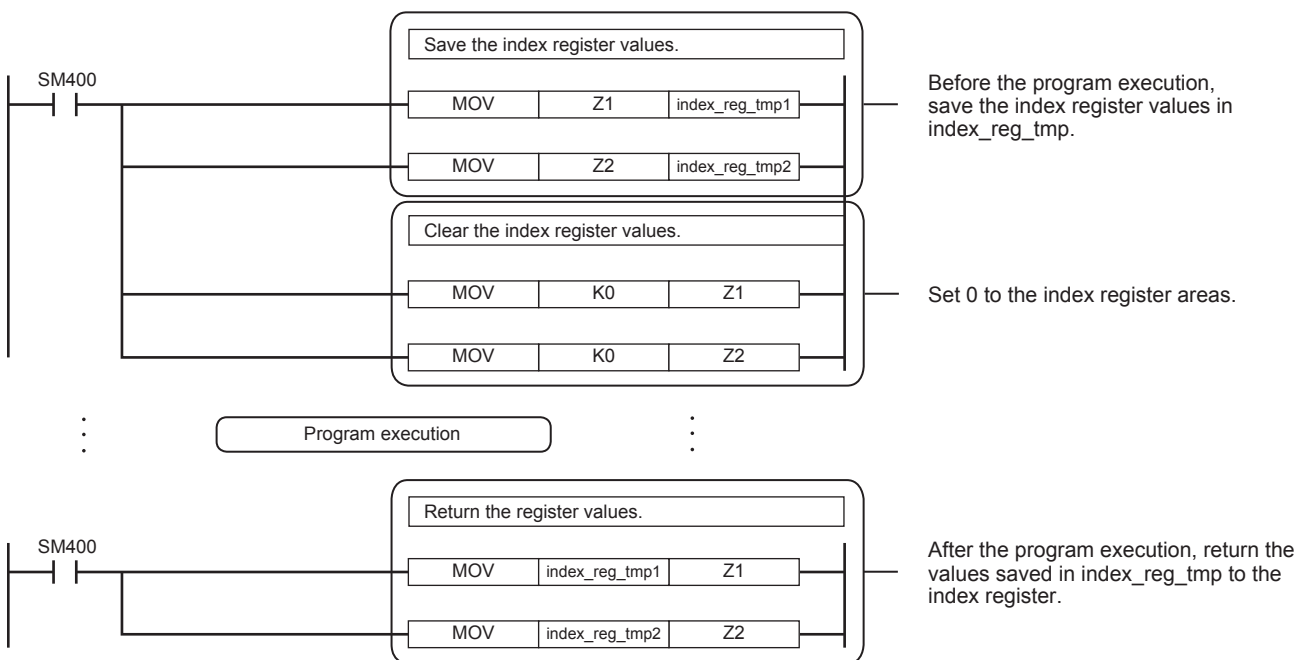 Save the index register values.
SM400
MOV Z1 index_reg_tmp1
Before the program execution,
save the index register values in
index_reg_tmp.
MOV Z2 index_reg_tmp2
Clear the index register values.
MOV K0 Z1
Set 0 to the index register areas.
MOV K0 Z2
Program execution
Return the register values.
SM400
MOV index_reg_tmp1 Z1
After the program execution, return the
values saved in index_reg_tmp to the
index register.
MOV index_reg_tmp2 Z2